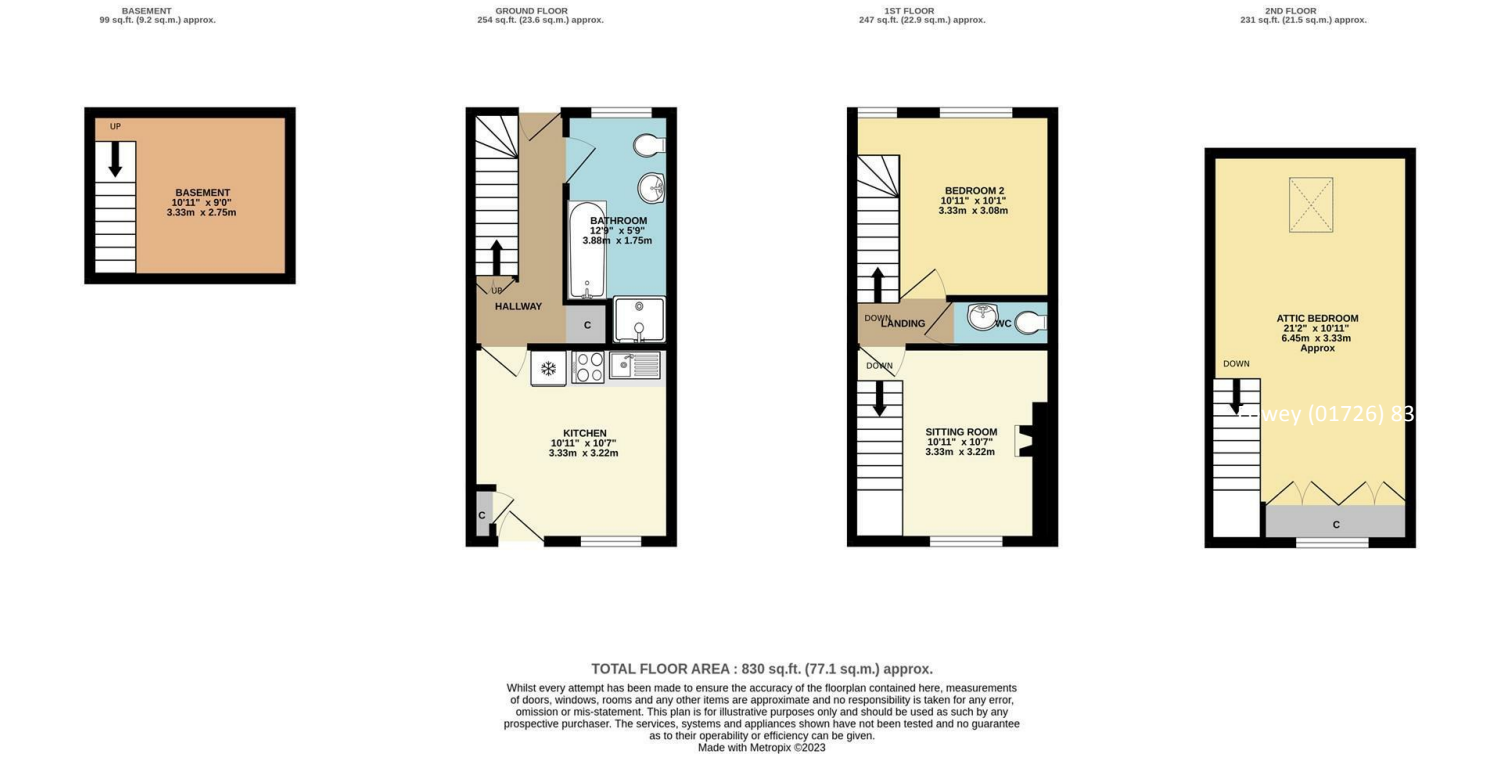 BASEMENT
99 sq.ft. (9.2 sq.m.) approx.
GROUND FLOOR
254 sq.ft. (23.6 sq.m.) approx.
1ST FLOOR
247 sq.ft. (22.9 sq.m.) approx.
2ND FLOOR
231 sq.ft. (21.5 sq.m.) approx.
UP
BASEMENT
10'11" x 9'0"
3.33m x 2.75m
BATHROOM
12'9" x 5'9"
3.88m x 1.75m
UP
HALLWAY
C
KITCHEN
10'11" x 10'7"
3.33m x 3.22m
C
BEDROOM 2
10'11" x 10'1"
3.33m x 3.08m
DOWN
LANDING
WC
DOWN
SITTING ROOM
10'11" x 10'7"
3.33m x 3.22m
ATTIC BEDROOM
21'2" x 10'11"
6.45m x 3.33m
Approx
DOWN
(01726) 83
C
TOTAL FLOOR AREA : 830 sq.ft. (77.1 sq.m.) approx.
Whilst every attempt has been made to ensure the accuracy of the floorplan contained here, measurements
of doors, windows, rooms and any other items are approximate and no responsibility is taken for any error,
omission or mis-statement. This plan is for illustrative purposes only and should be used as such by any
prospective purchaser. The services, systems and appliances shown have not been tested and no guarantee
as to their operability or efficiency can be given.
Made with Metropix ©2023